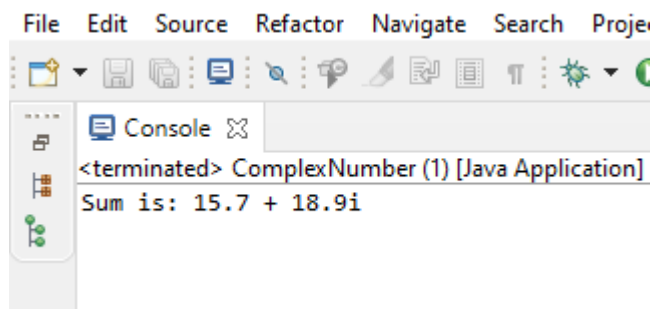 File Edit Source Refactor Navigate Search Proje
Console
<terminated> ComplexNumber (1) [Java Application]
Sum is: 15.7 + 18.9i